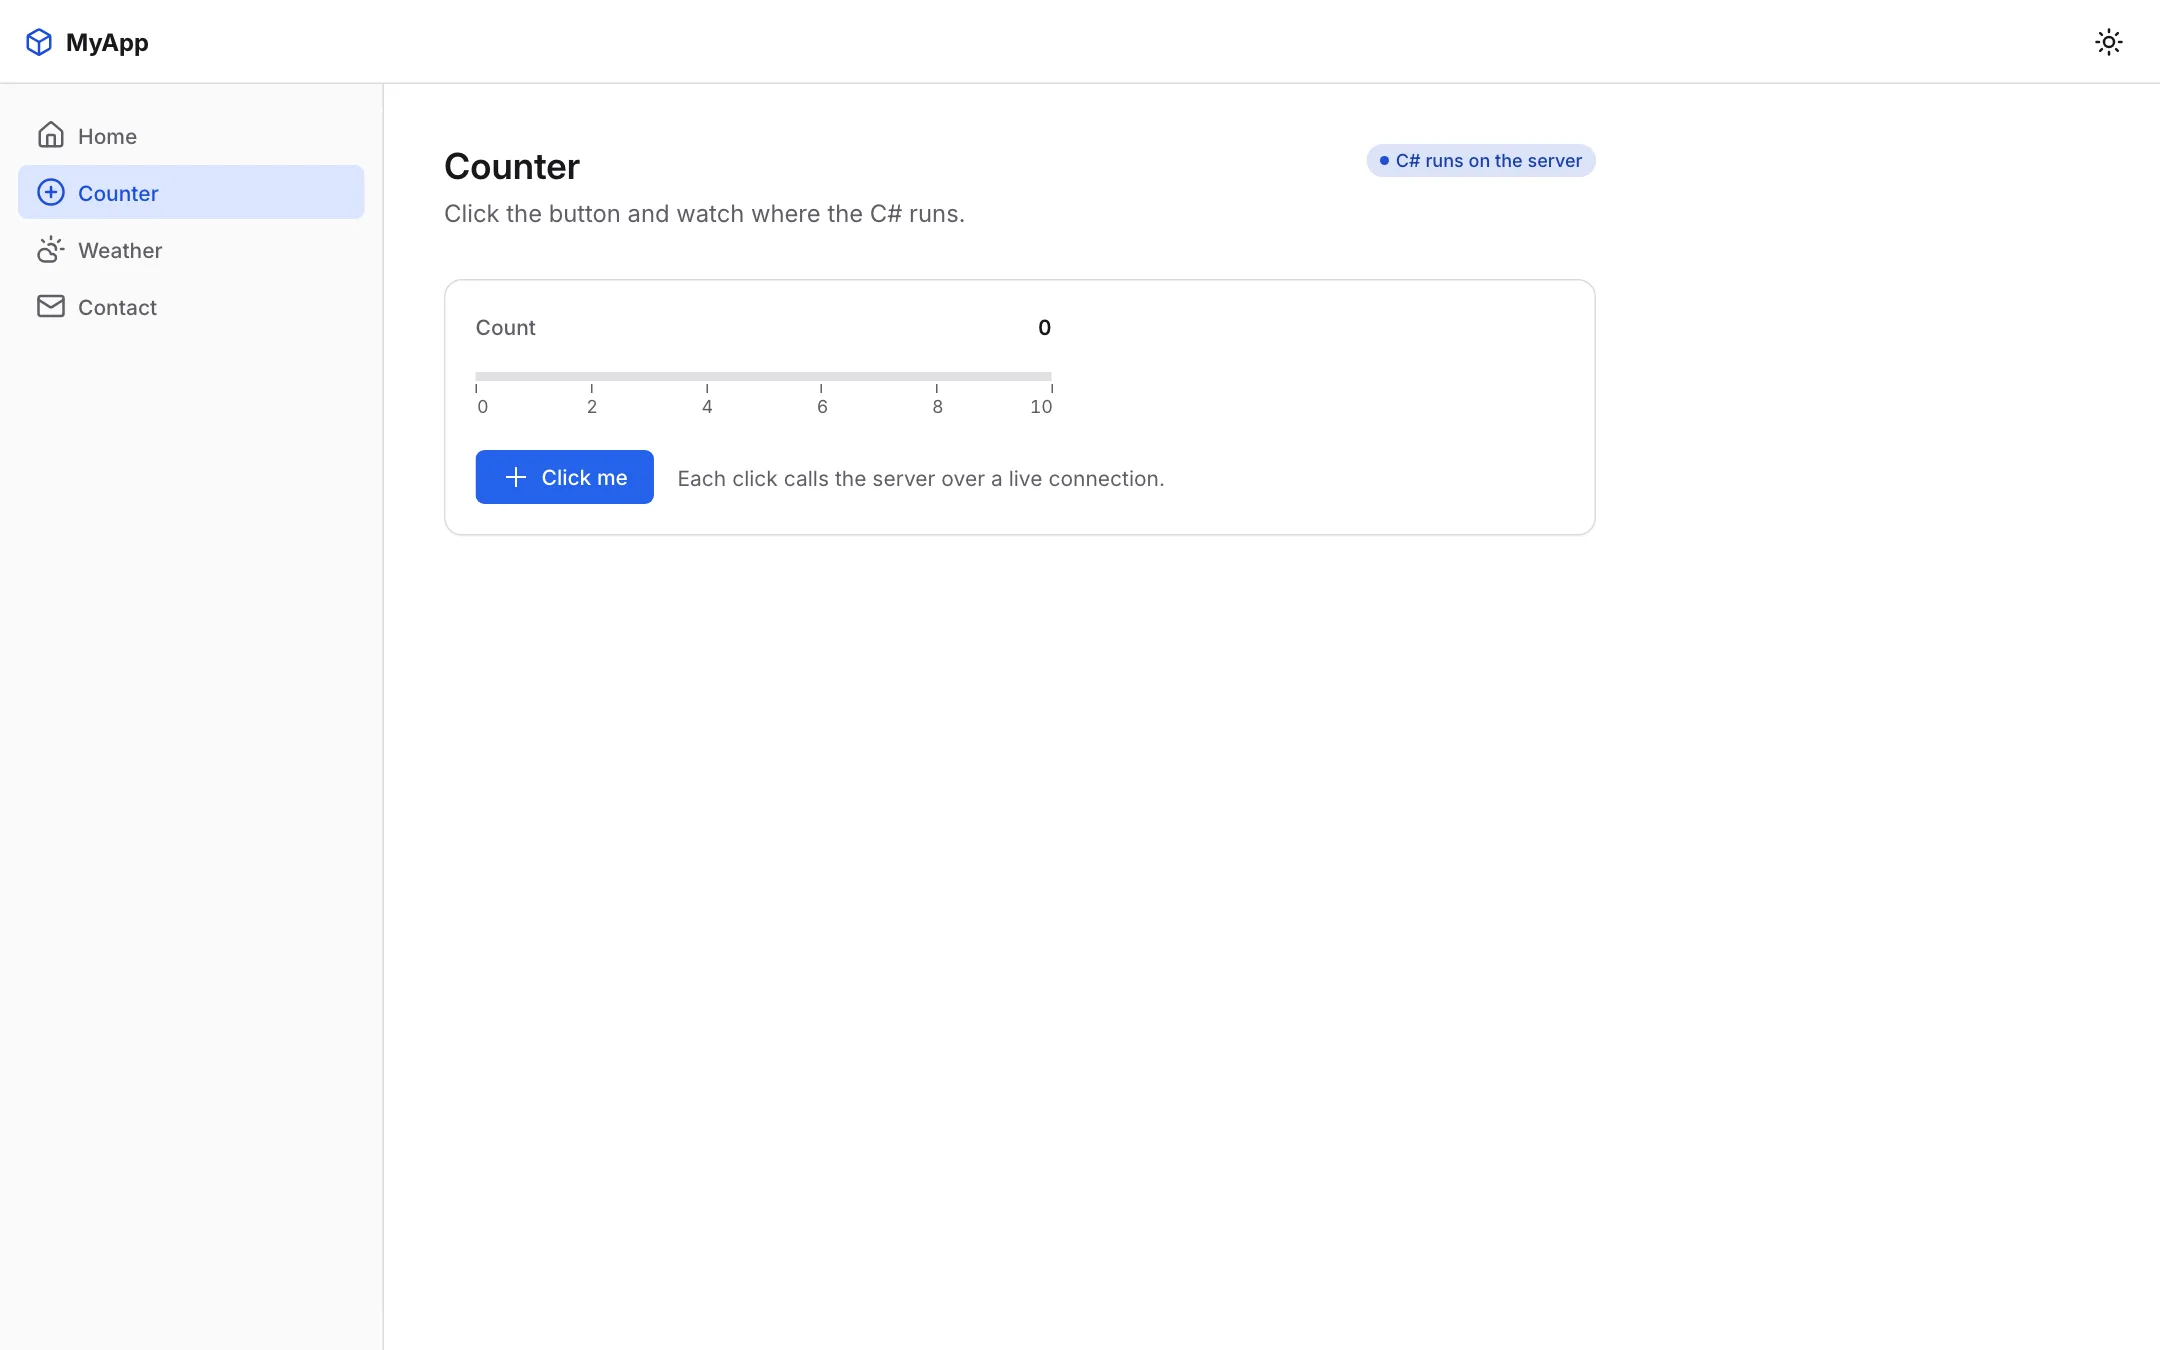 MyApp
Home
Counter
Weather
Contact
Counter
C# runs on the server
Click the button and watch where the C# runs.
Count 0
0 2 4 6 8 10
Click me
Each click calls the server over a live connection.